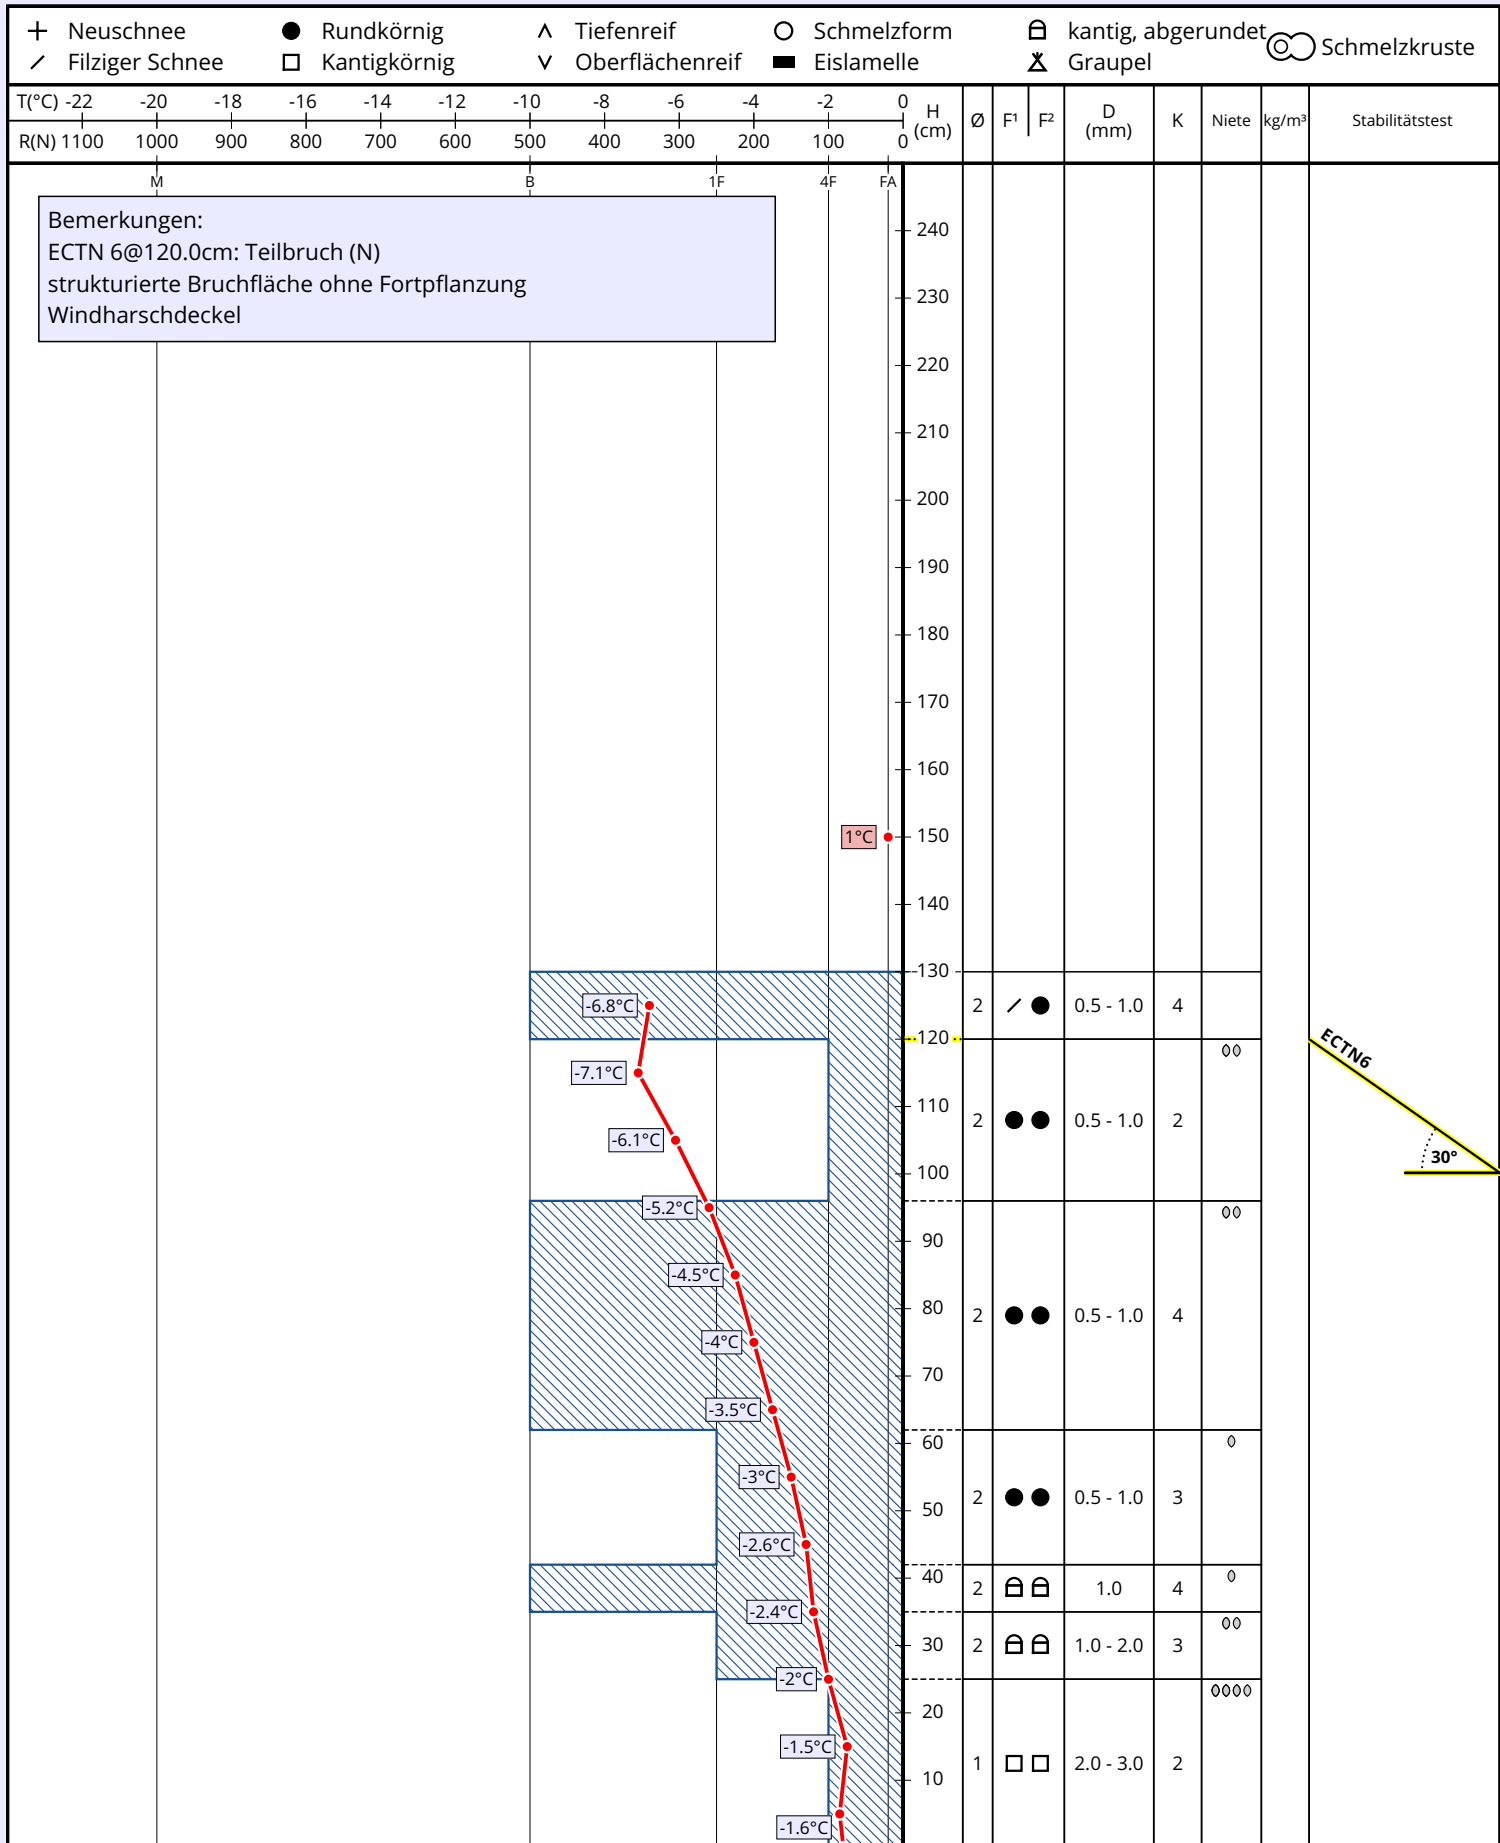 Neuschnee Rundkörnig Tiefenreif Schmelzform kantig, abgerundet Schmelzkruste
Filziger Schnee Kantigkörnig Oberflächenreif Eislamelle Graupel
T(°C) -22 -20 -18 -16 -14 -12 -10 -8 -6 -4 -2 0
R(N) 1100 1000 900 800 700 600 500 400 300 200 100 0
H (cm) Ø F¹ F² D (mm) K Niete kg/m³ Stabilitätstest
M B 1F 4F FA
Bemerkungen:
ECTN 6@120.0cm: Teilbruch (N)
strukturierte Bruchfläche ohne Fortpflanzung
Windharschdeckel
240
230
220
210
200
190
180
170
160
1°C 150
140
130
-6.8°C 2 0.5 - 1.0 4
120
ECTN6
-7.1°C
110
2 0.5 - 1.0 2
-6.1°C
30°
100
-5.2°C
90
-4.5°C
80
2 0.5 - 1.0 4
-4°C
70
-3.5°C
60
-3°C
2 0.5 - 1.0 3
50
-2.6°C
40
2 1.0 4
-2.4°C
30 2 1.0 - 2.0 3
-2°C
20
-1.5°C
1 2.0 - 3.0 2
10
-1.6°C